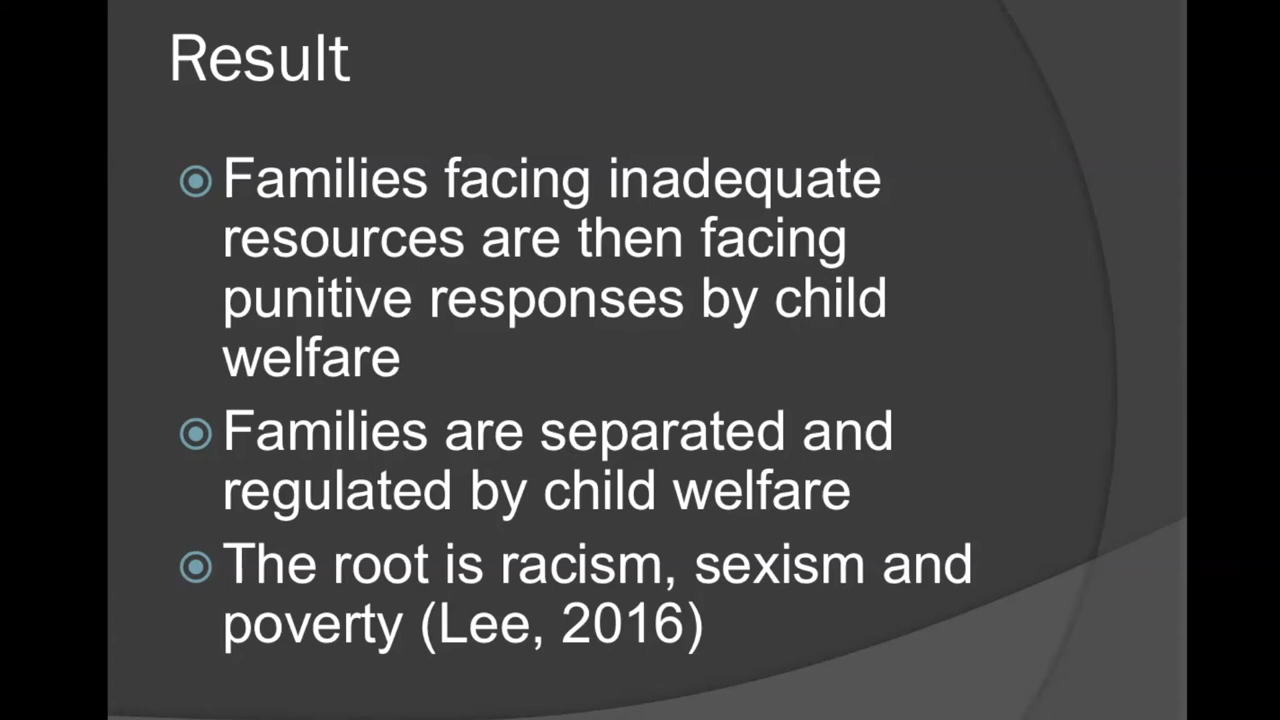 Result
Families facing inadequate
resources are then facing
punitive responses by child
welfare
Families are separated and
regulated by child welfare
The root is racism, sexism and
poverty (Lee, 2016)